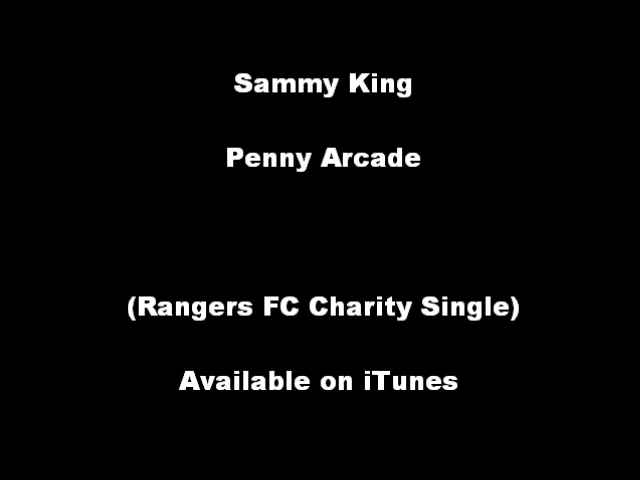 Sammy King
Penny Arcade
(Rangers FC Charity Single)
Available on iTunes